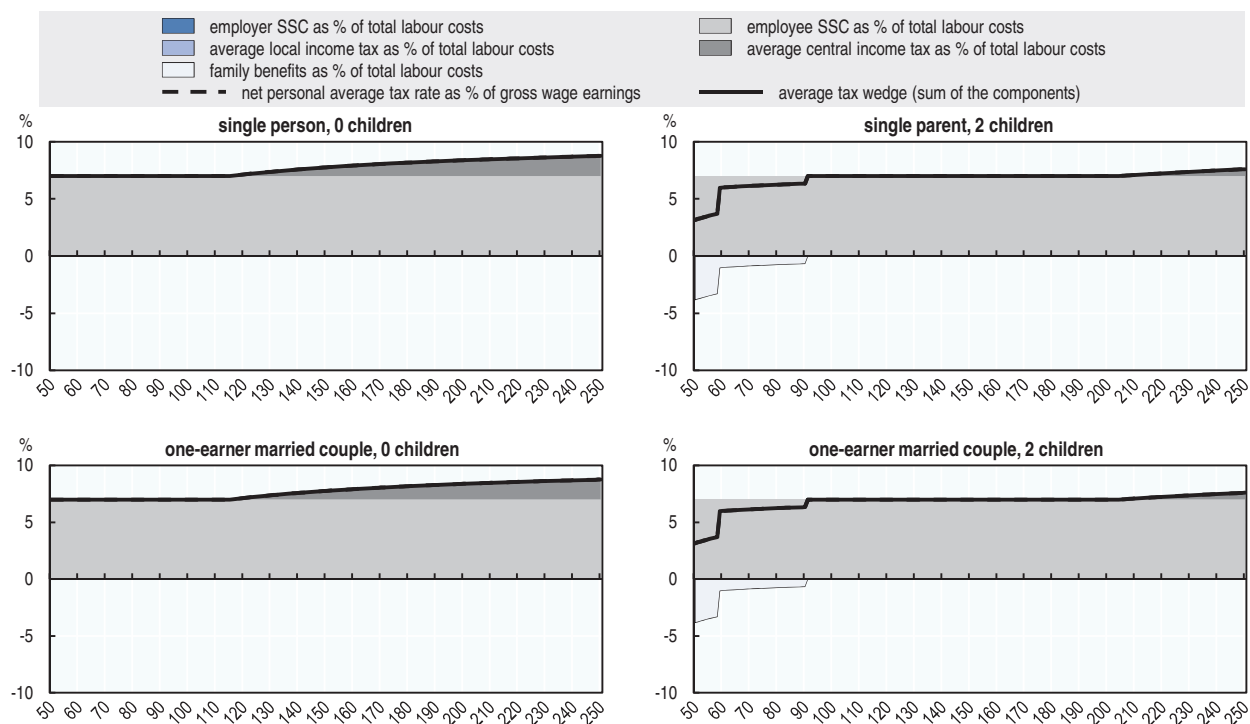 employer SSC as % of total labour costs
employee SSC as % of total labour costs
average local income tax as % of total labour costs
average central income tax as % of total labour costs
family benefits as % of total labour costs
net personal average tax rate as % of gross wage earnings
average tax wedge (sum of the components)
%
single person, 0 children
10
5
0
-5
-10
50 60 70 80 90 100 110 120 130 140 150 160 170 180 190 200 210 220 230 240 250
%
single parent, 2 children
10
5
0
-5
-10
50 60 70 80 90 100 110 120 130 140 150 160 170 180 190 200 210 220 230 240 250
%
one-earner married couple, 0 children
10
5
0
-5
-10
50 60 70 80 90 100 110 120 130 140 150 160 170 180 190 200 210 220 230 240 250
%
one-earner married couple, 2 children
10
5
0
-5
-10
50 60 70 80 90 100 110 120 130 140 150 160 170 180 190 200 210 220 230 240 250